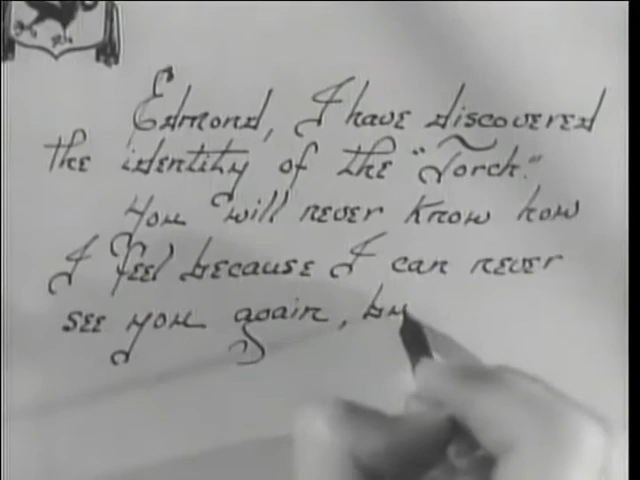 Edmond, I have discovered
the identity of the "Torch."
You will never know how
I feel because I can never
see you again, bu